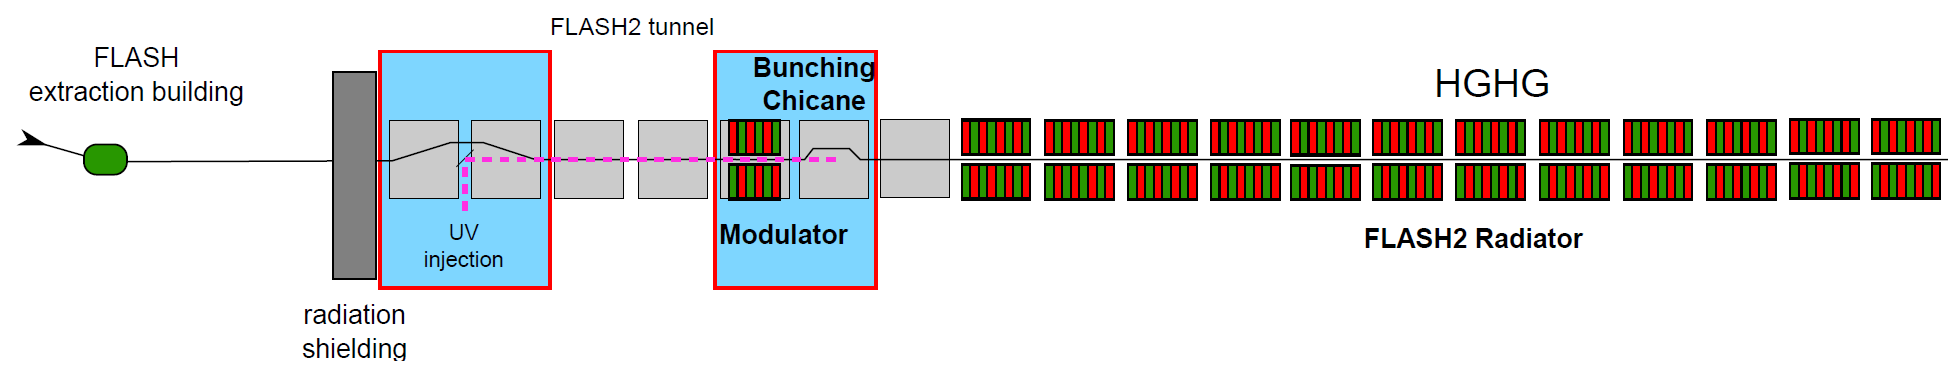 FLASH2 tunnel
FLASH
extraction building
Bunching
Chicane
HGHG
UV
injection
Modulator
FLASH2 Radiator
radiation
shielding